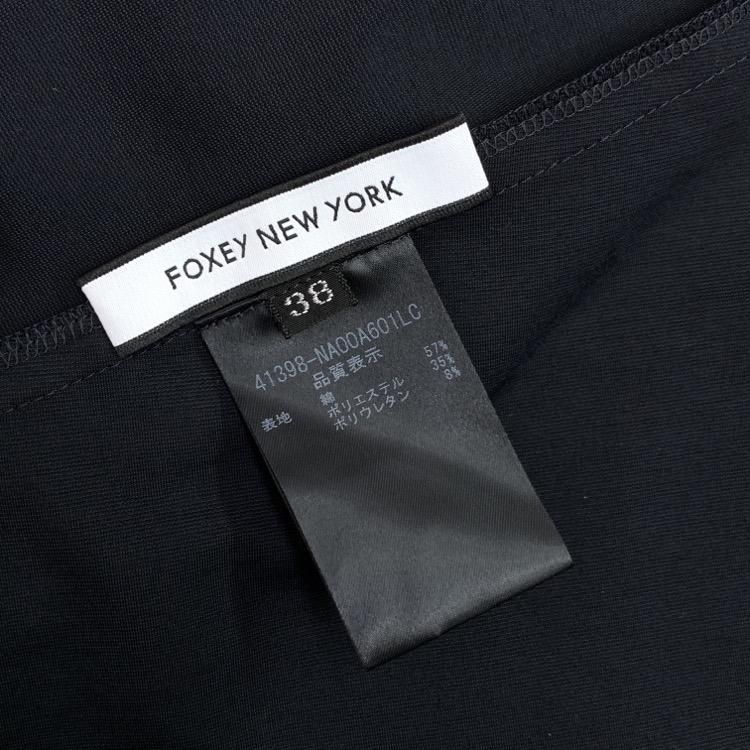 FOXEY NEW YORK
38
41398-NA00A601LC
品質表示
表地 綿 57%
ポリエステル 35%
ポリウレタン 8%